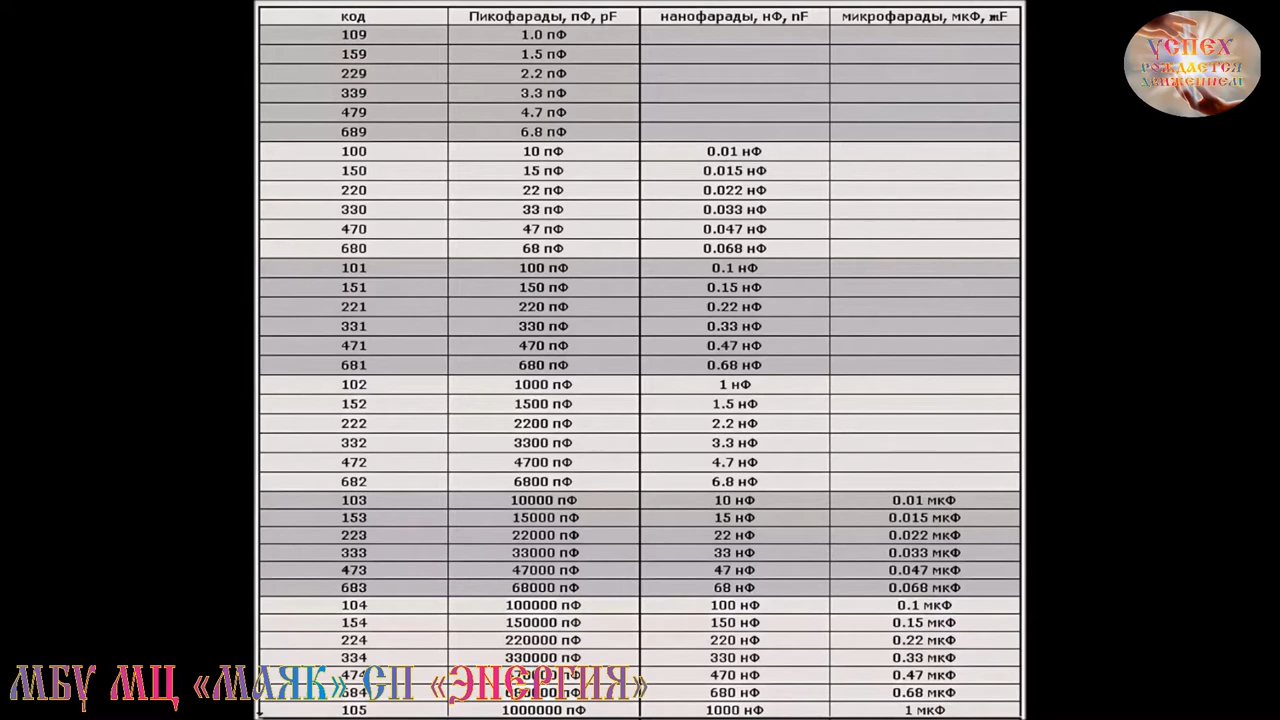 код Пикофарады, пФ, pF нанофарады, нФ, nF микрофарады, мкФ, mF
109 1.0 пФ
159 1.5 пФ
229 2.2 пФ
339 3.3 пФ
479 4.7 пФ
689 6.8 пФ
100 10 пФ 0.01 нФ
150 15 пФ 0.015 нФ
220 22 пФ 0.022 нФ
330 33 пФ 0.033 нФ
470 47 пФ 0.047 нФ
680 68 пФ 0.068 нФ
101 100 пФ 0.1 нФ
151 150 пФ 0.15 нФ
221 220 пФ 0.22 нФ
331 330 пФ 0.33 нФ
471 470 пФ 0.47 нФ
681 680 пФ 0.68 нФ
102 1000 пФ 1 нФ
152 1500 пФ 1.5 нФ
222 2200 пФ 2.2 нФ
332 3300 пФ 3.3 нФ
472 4700 пФ 4.7 нФ
682 6800 пФ 6.8 нФ
103 10000 пФ 10 нФ 0.01 мкФ
153 15000 пФ 15 нФ 0.015 мкФ
223 22000 пФ 22 нФ 0.022 мкФ
333 33000 пФ 33 нФ 0.033 мкФ
473 47000 пФ 47 нФ 0.047 мкФ
683 68000 пФ 68 нФ 0.068 мкФ
104 100000 пФ 100 нФ 0.1 мкФ
154 150000 пФ 150 нФ 0.15 мкФ
224 220000 пФ 220 нФ 0.22 мкФ
334 330000 пФ 330 нФ 0.33 мкФ
470 нФ 0.47 мкФ
680 нФ 0.68 мкФ
105 1000000 пФ 1000 нФ 1 мкФ
УСПЕХ
РОЖДАЕТСЯ
ДВИЖЕНИЕМ
МБУ МЦ «МАЯК» СП «ЭНЕРГИЯ»